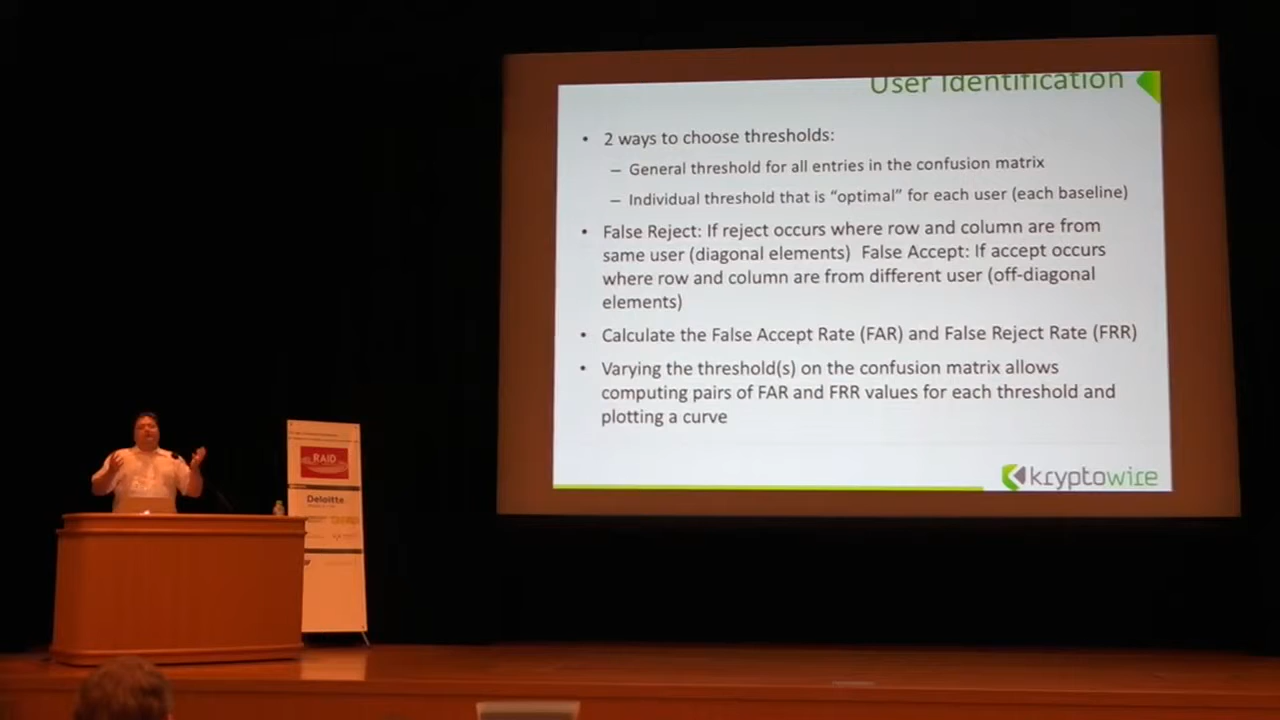 User Identification
• 2 ways to choose thresholds:
– General threshold for all entries in the confusion matrix
– Individual threshold that is “optimal” for each user (each baseline)
• False Reject: If reject occurs where row and column are from
same user (diagonal elements) False Accept: If accept occurs
where row and column are from different user (off-diagonal
elements)
• Calculate the False Accept Rate (FAR) and False Reject Rate (FRR)
• Varying the threshold(s) on the confusion matrix allows
computing pairs of FAR and FRR values for each threshold and
plotting a curve
kryptowire
RAID
Deloitte